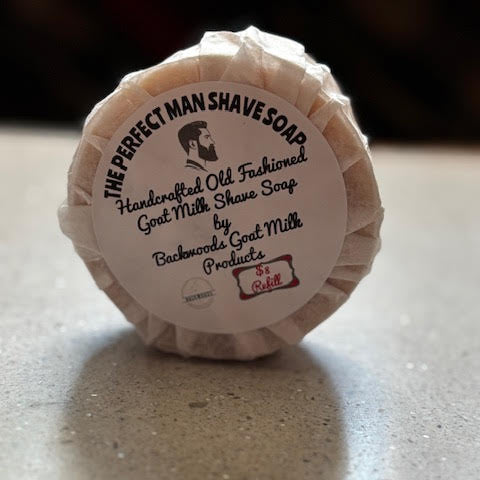 THE PERFECT MAN SHAVE SOAP
Handcrafted Old Fashioned
Goat Milk Shave Soap
by
Backwoods Goat Milk
Products
$8
Refill